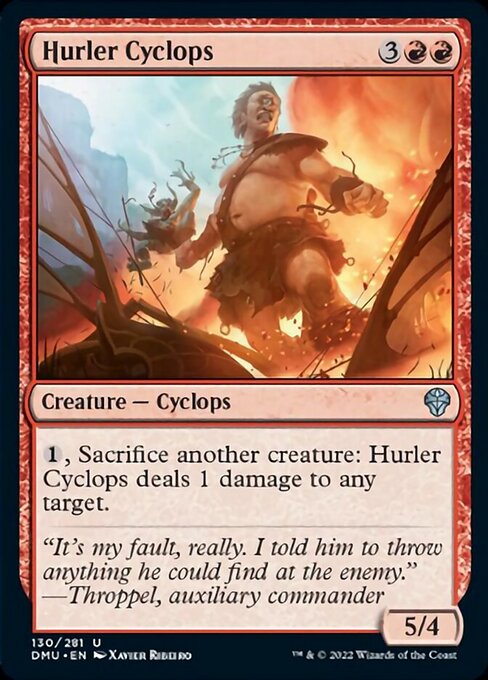 Hurler Cyclops 3
Creature — Cyclops
1, Sacrifice another creature: Hurler
Cyclops deals 1 damage to any
target.
“It’s my fault, really. I told him to throw
anything he could find at the enemy.”
—Throppel, auxiliary commander
5/4
130/281 U
DMU • EN Xavier Ribeiro
™ & © 2022 Wizards of the Coast